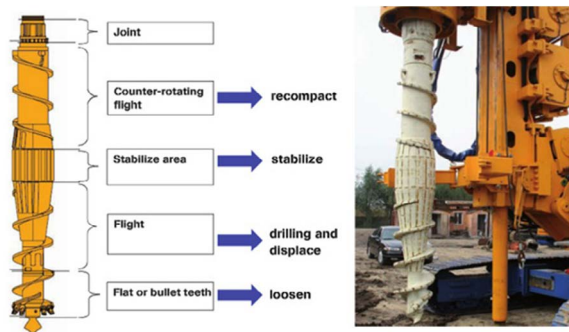 Joint
Counter-rotating
flight
recompact
Stabilize area
stabilize
Flight
drilling and
displace
Flat or bullet teeth
loosen